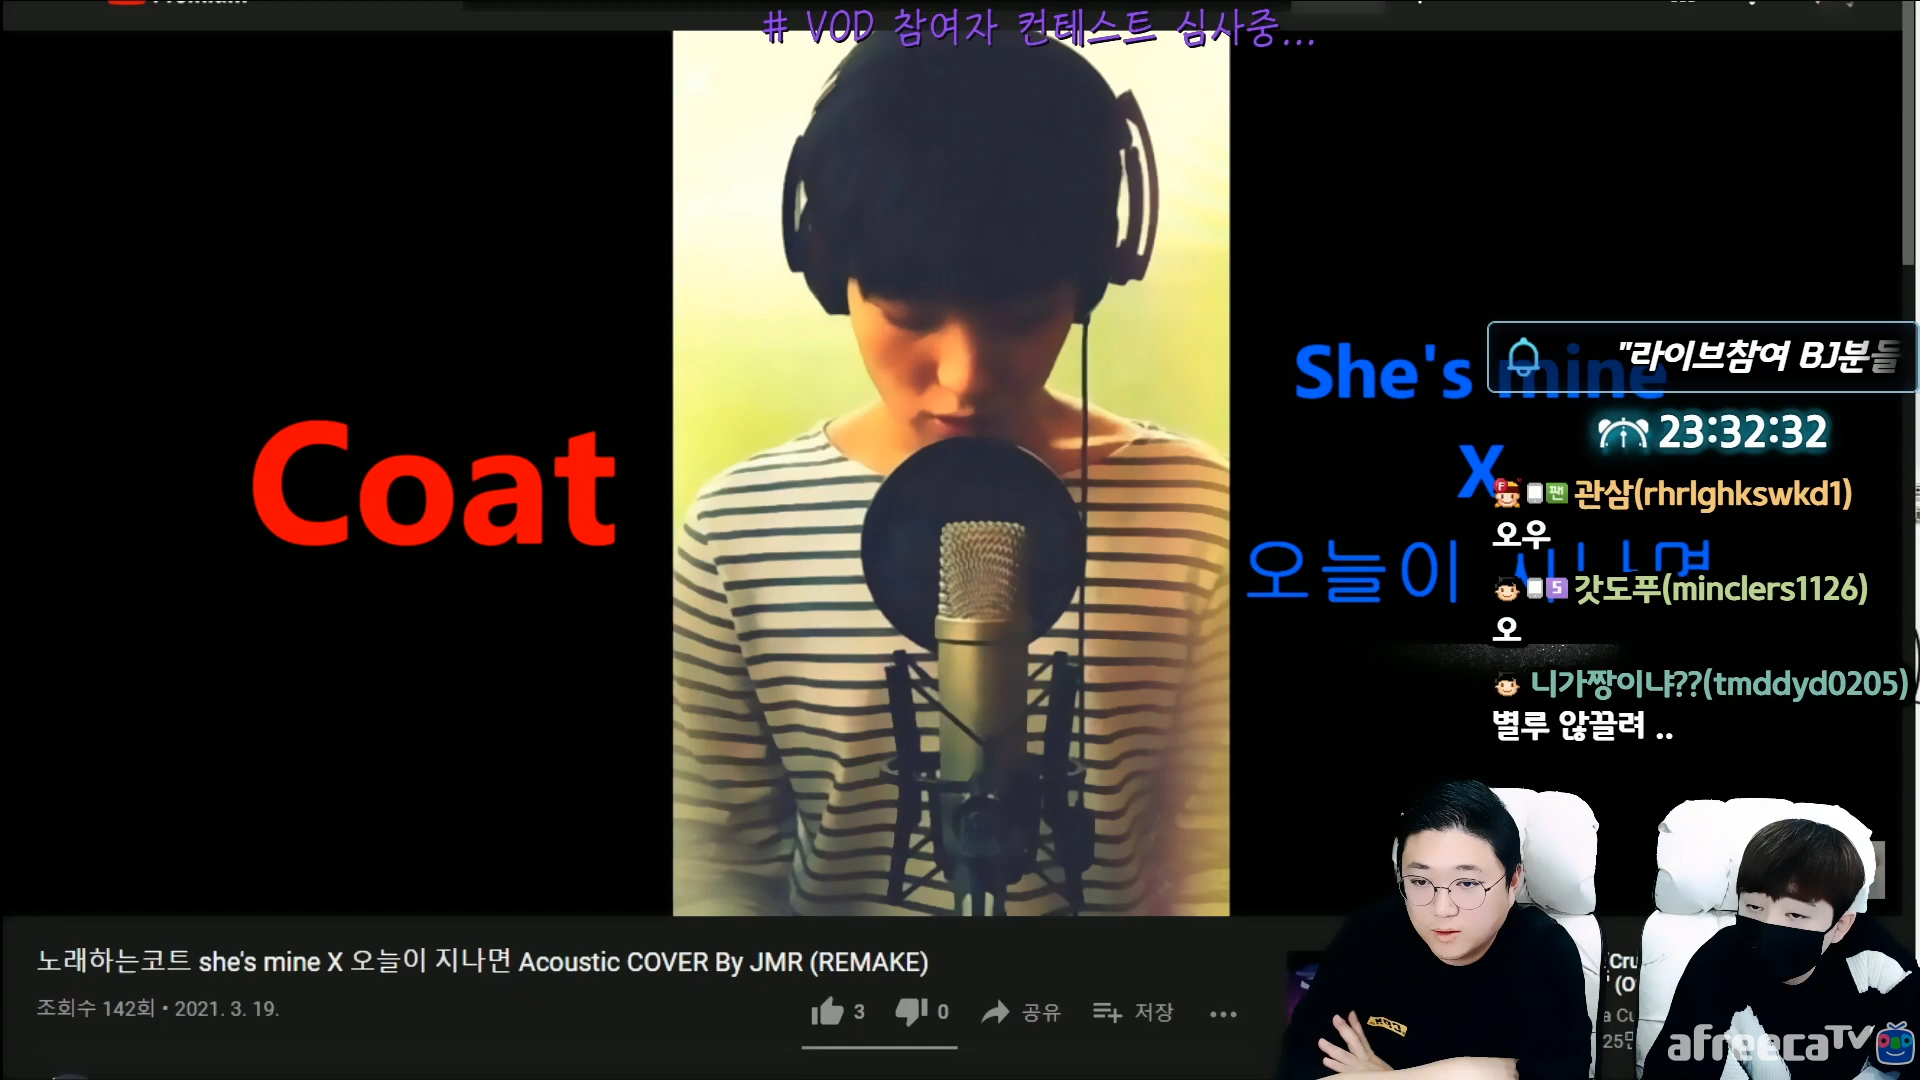 # VOD 참여자 컨테스트 심사중...
Coat
She's mine
X
오늘이 지나면
"라이브참여 BJ분들
23:32:32
관삼(rhrlghkswkd1)
오우
갓도푸(minclers1126)
오
니가짱이냐??(tmddyd0205)
별루 않끌려 ..
노래하는코트 she's mine X 오늘이 지나면 Acoustic COVER By JMR (REMAKE)
조회수 142회 • 2021. 3. 19.
3
0
공유
저장
afreecaTV